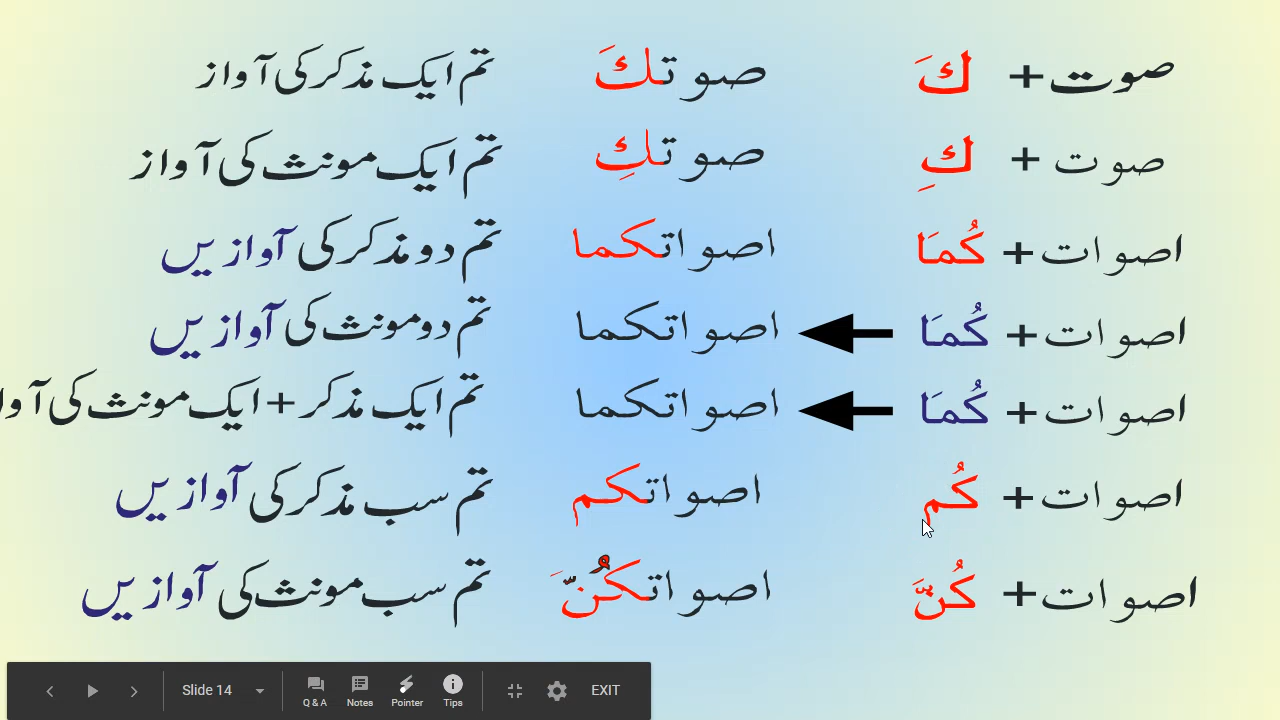 صوت + كَ صوتكَ تم ایک مذکر کی آواز
صوت + كِ صوتكِ تم ایک مونث کی آواز
اصوات + كُمَا اصواتكما تم دو مذکر کی آوازیں
اصوات + كُمَا اصواتكما تم دو مونث کی آوازیں
اصوات + كُمَا اصواتكما تم ایک مذکر + ایک مونث کی آوا
اصوات + كُم اصواتكم تم سب مذکر کی آوازیں
اصوات + كُنَّ اصواتكُنَّ تم سب مونث کی آوازیں
Slide 14 Q & A Notes Pointer Tips EXIT